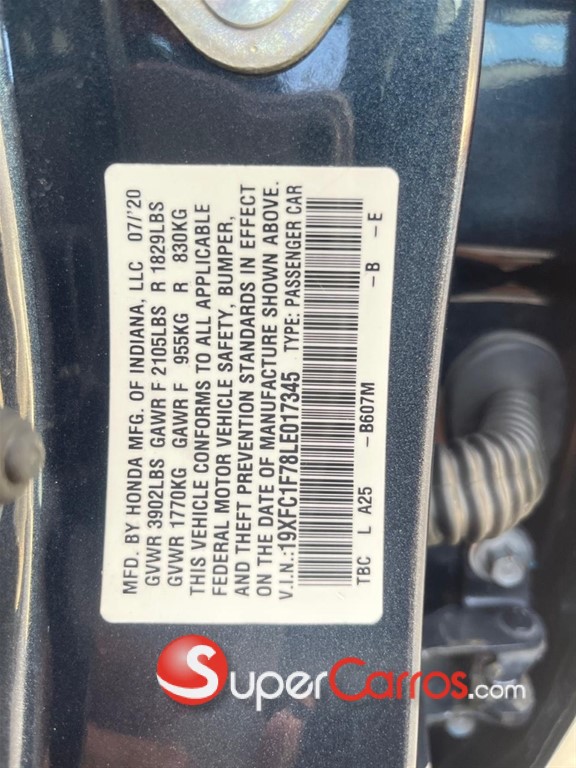 MFD. BY HONDA MFG. OF INDIANA, LLC 07/'20
GVWR 3902LBS GAWR F 2105LBS R 1829LBS
GVWR 1770KG GAWR F 955KG R 830KG
THIS VEHICLE CONFORMS TO ALL APPLICABLE
FEDERAL MOTOR VEHICLE SAFETY, BUMPER,
AND THEFT PREVENTION STANDARDS IN EFFECT
ON THE DATE OF MANUFACTURE SHOWN ABOVE.
V.I.N.:19XFC1F78LE017345 TYPE: PASSENGER CAR
TBC L A25 -B607M -B -E
SuperCarros.com